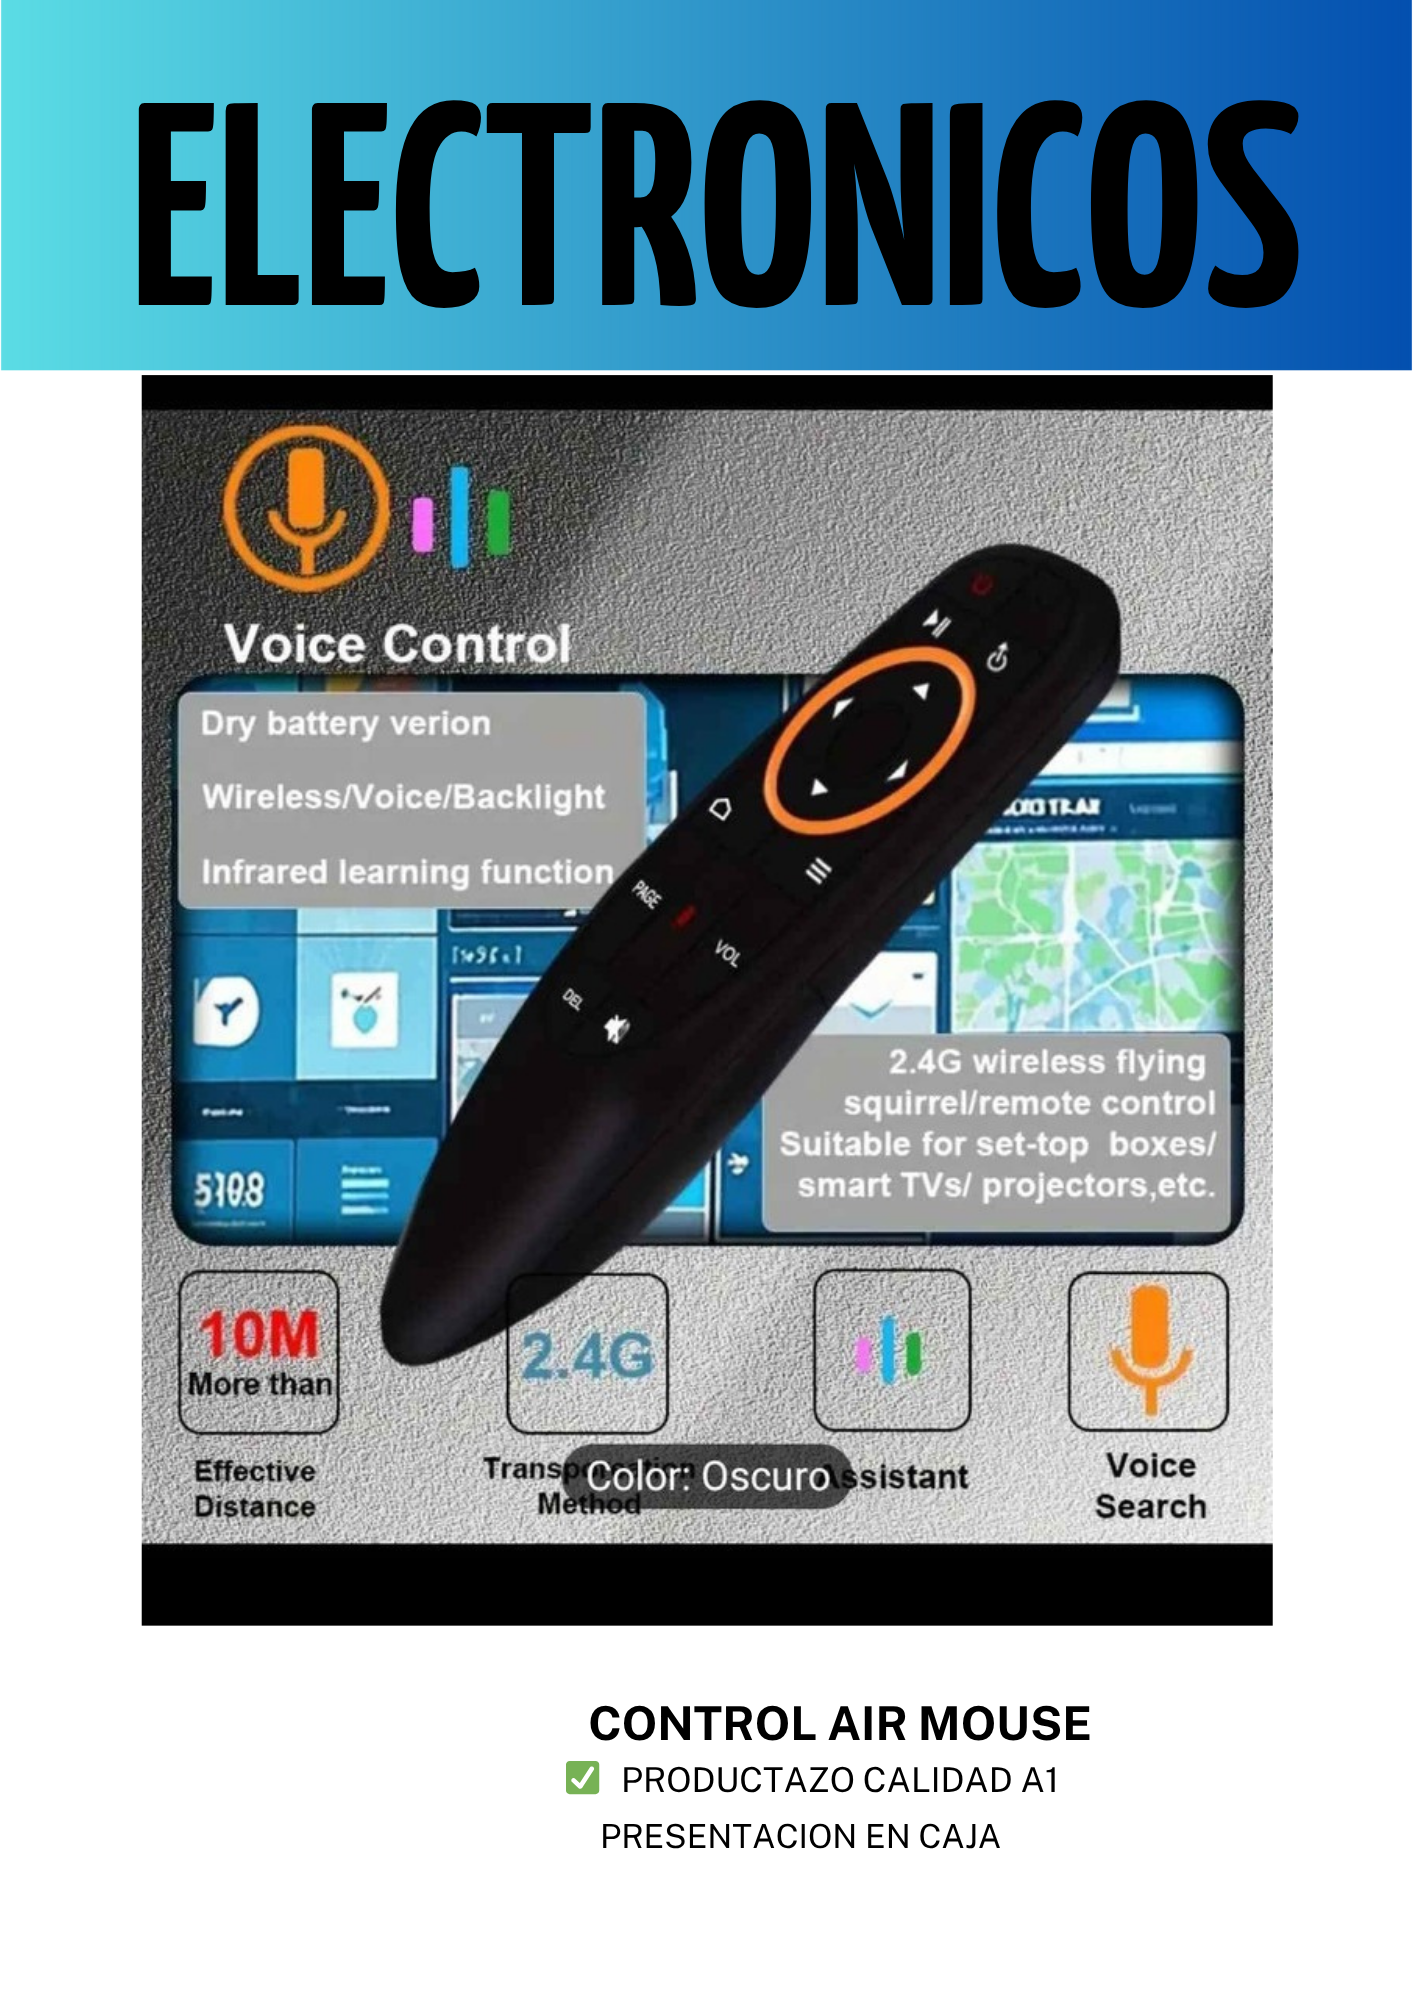 ELECTRONICOS
Voice Control
Dry battery verion
Wireless/Voice/Backlight
Infrared learning function
PAGE
VOL
DEL
2.4G wireless flying
squirrel/remote control
Suitable for set-top boxes/
smart TVs/ projectors,etc.
5108
10M
More than
2.4G
Effective
Distance
Method
Color: Oscuro
Assistant
Voice
Search
CONTROL AIR MOUSE
✅ PRODUCTAZO CALIDAD A1
PRESENTACION EN CAJA